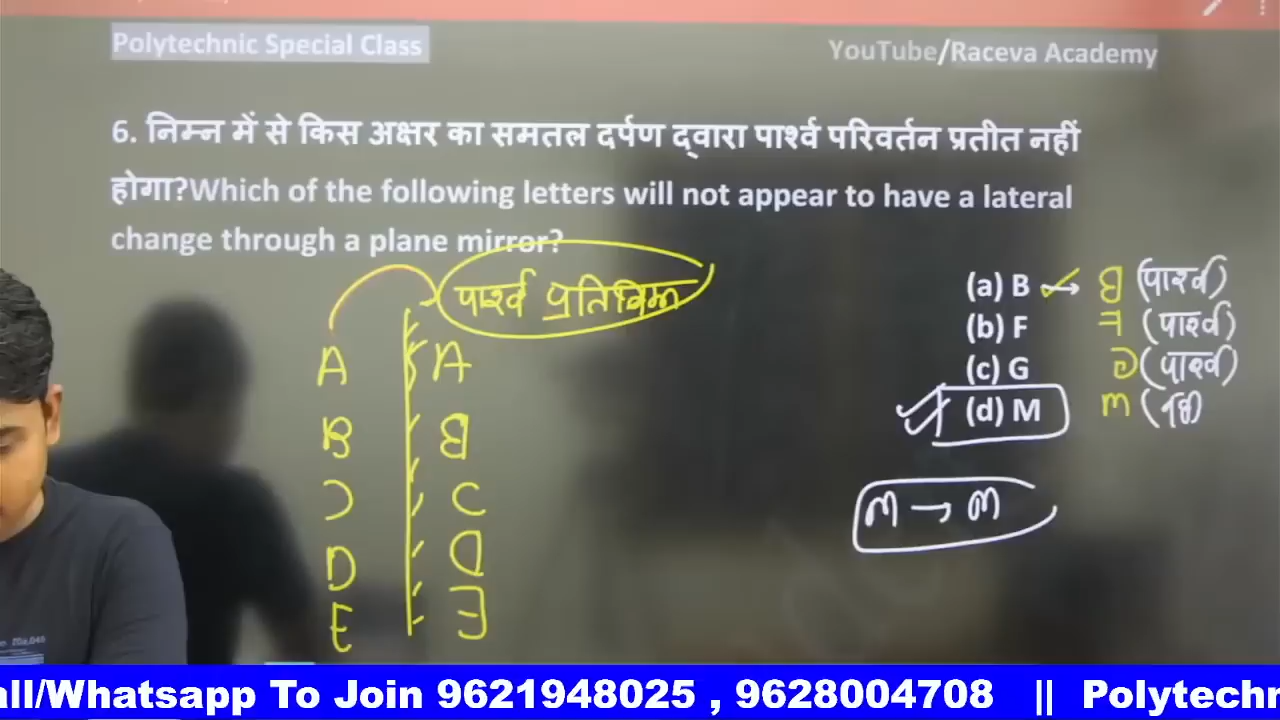 Polytechnic Special Class
YouTube/Raceva Academy
6. निम्न में से किस अक्षर का समतल दर्पण द्वारा पार्श्व परिवर्तन प्रतीत नहीं
होगा?Which of the following letters will not appear to have a lateral
change through a plane mirror?
पार्श्व प्रतिबिम्ब
(a) B → B (पार्श्व)
(b) F F (पार्श्व)
(c) G G (पार्श्व)
(d) M M (नहीं)
A A
B B
C C
D D
E E
M → M
all/Whatsapp To Join 9621948025 , 9628004708 || Polytechn